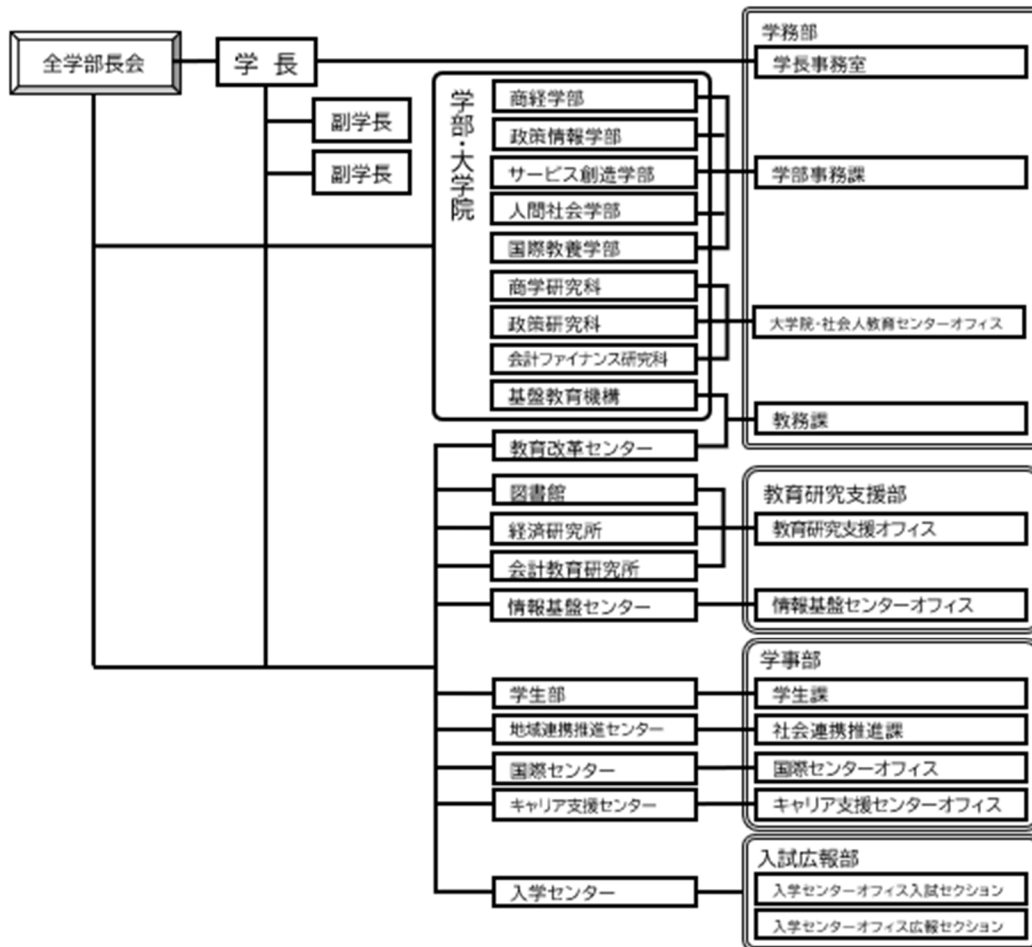 全学部長会
学 長
副学長
副学長
学部・大学院
商経学部
政策情報学部
サービス創造学部
人間社会学部
国際教養学部
商学研究科
政策研究科
会計ファイナンス研究科
基盤教育機構
教育改革センター
図書館
経済研究所
会計教育研究所
情報基盤センター
学生部
地域連携推進センター
国際センター
キャリア支援センター
入学センター
学務部
学長事務室
学部事務課
大学院・社会人教育センターオフィス
教務課
教育研究支援部
教育研究支援オフィス
情報基盤センターオフィス
学事部
学生課
社会連携推進課
国際センターオフィス
キャリア支援センターオフィス
入試広報部
入学センターオフィス入試セクション
入学センターオフィス広報セクション